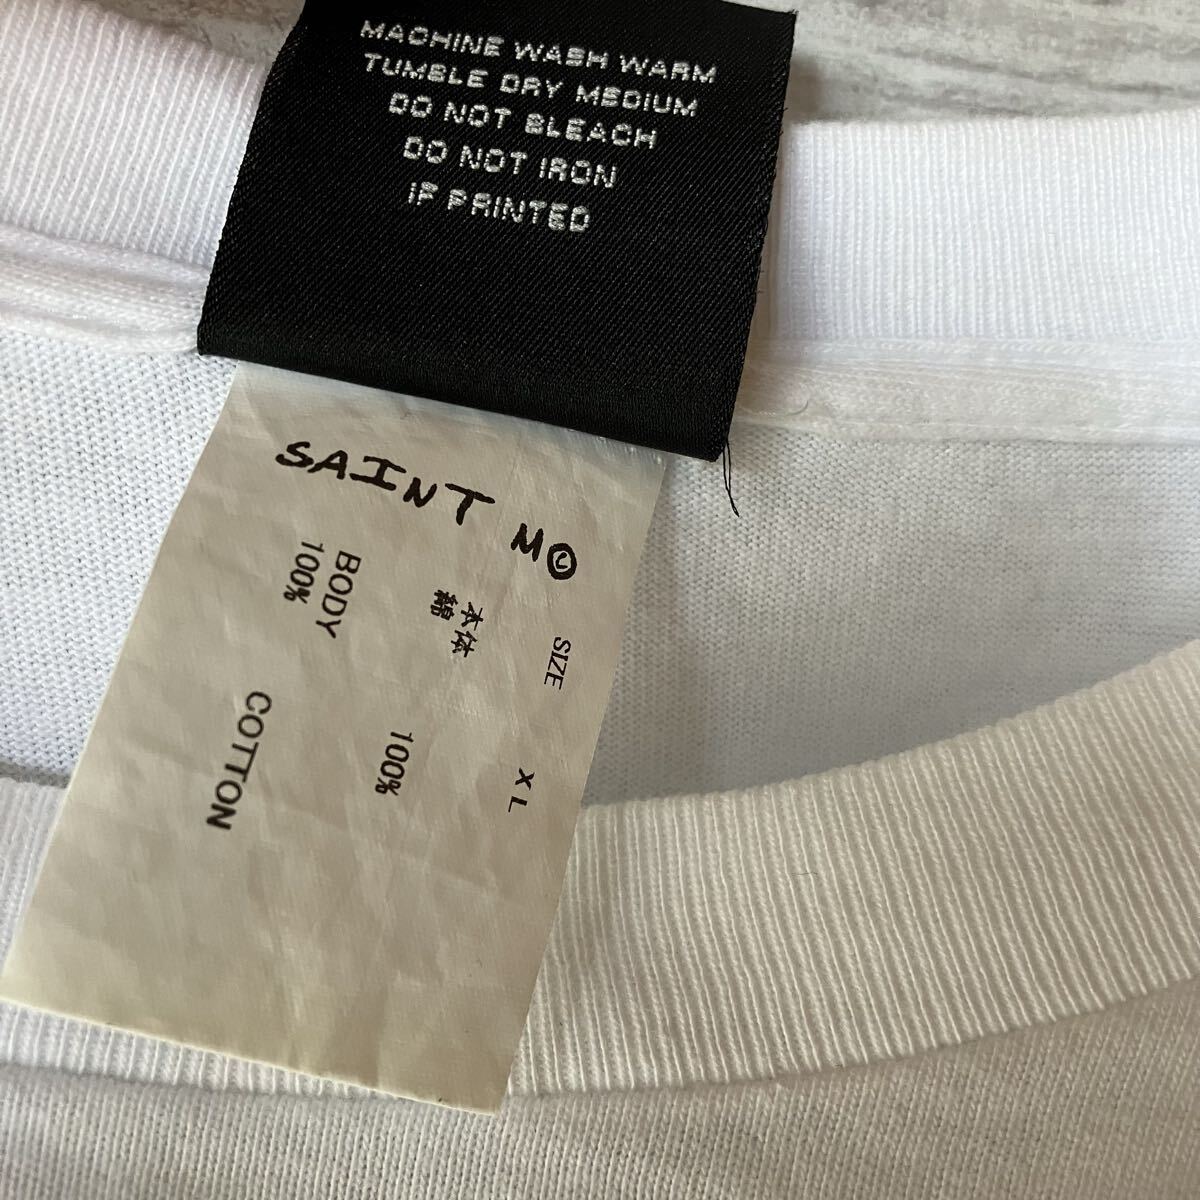 MACHINE WASH WARM
TUMBLE DRY MEDIUM
DO NOT BLEACH
DO NOT IRON
IF PRINTED
SAINT M©
SIZE XL
本体
綿 100%
BODY
100% COTTON